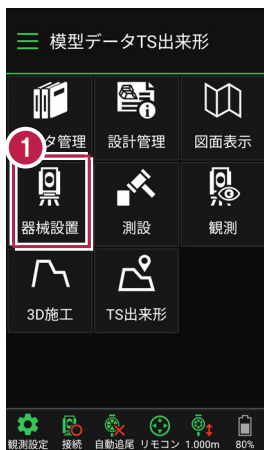 模型データTS出来形
タ管理 設計管理 図面表示
1
器械設置 測設 観測
3D施工 TS出来形
観測設定 接続 自動追尾 リモコン 1.000m 80%